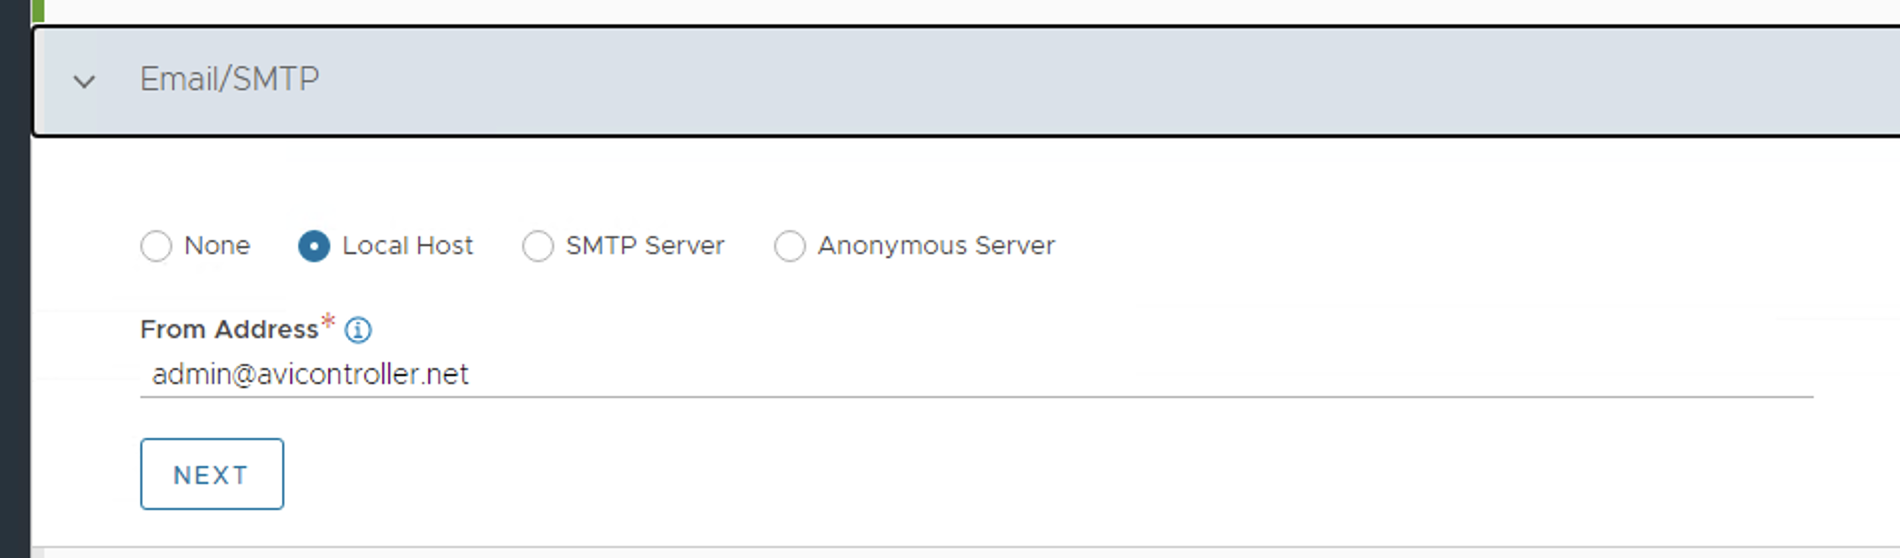 Email/SMTP
None Local Host SMTP Server Anonymous Server
From Address*
admin@avicontroller.net
NEXT